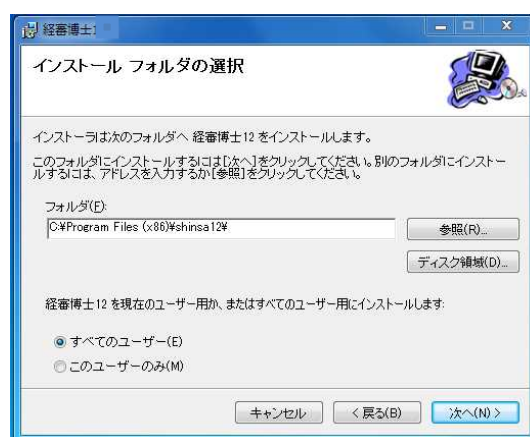 経審博士1
インストール フォルダの選択
インストーラは次のフォルダへ 経審博士12 をインストールします。
このフォルダにインストールするには[次へ]をクリックしてください。別のフォルダにインストー
ルするには、アドレスを入力するか[参照]をクリックしてください。
フォルダ(F):
C:¥Program Files (x86)¥shinsa12¥
参照(R)...
ディスク領域(D)...
経審博士12 を現在のユーザー用か、またはすべてのユーザー用にインストールします:
すべてのユーザー(E)
このユーザーのみ(M)
キャンセル
< 戻る(B)
次へ(N) >